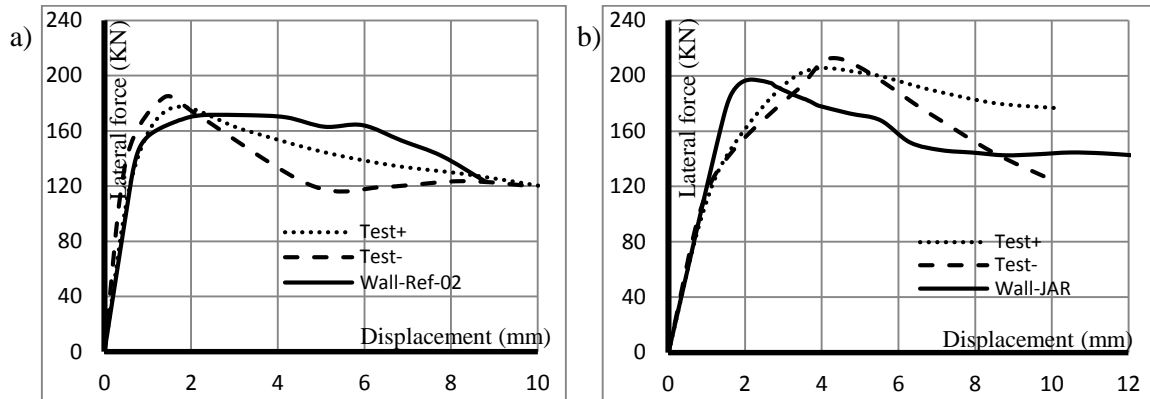 a)
Lateral force (KN)
240
200
160
120
80
40
0
Test+
Test-
Wall-Ref-02
Displacement (mm)
0 2 4 6 8 10
b)
Lateral force (KN)
240
200
160
120
80
40
0
Test+
Test-
Wall-JAR
Displacement (mm)
0 2 4 6 8 10 12